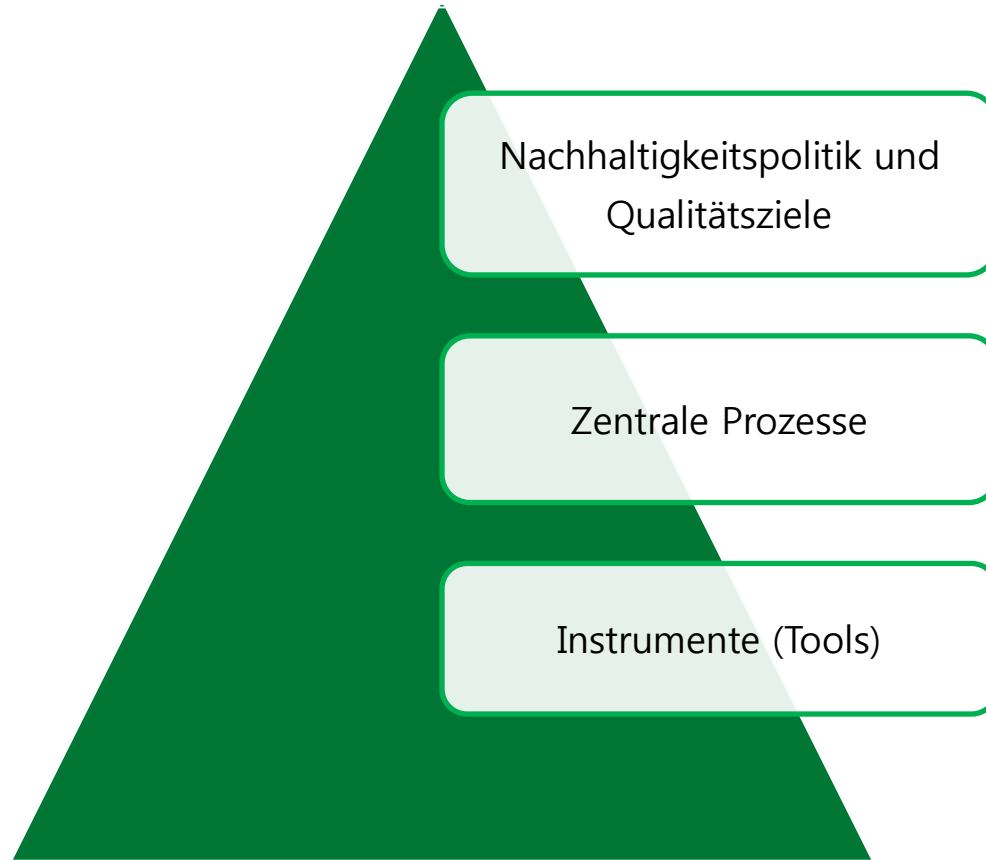 Nachhaltigkeitspolitik und
Qualitätsziele
Zentrale Prozesse
Instrumente (Tools)